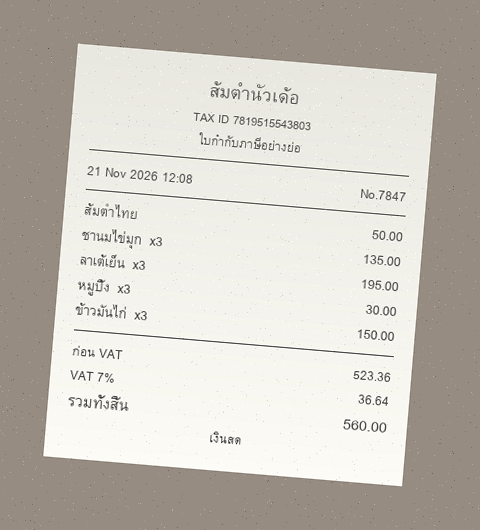 ส้มตำนัวเด้อ
TAX ID 7819515543803
ใบกำกับภาษีอย่างย่อ
21 Nov 2026 12:08 No.7847
ส้มตำไทย 50.00
ชานมไข่มุก x3 135.00
ลาเต้เย็น x3 195.00
หมูปิ้ง x3 30.00
ข้าวมันไก่ x3 150.00
ก่อน VAT 523.36
VAT 7% 36.64
รวมทั้งสิ้น 560.00
เงินสด